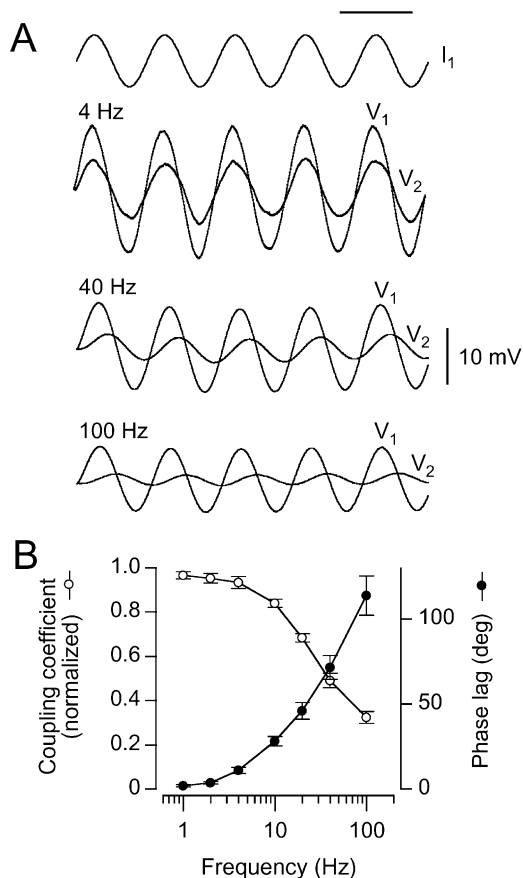 A
I1
4 Hz
V1
V2
40 Hz
V1
V2
10 mV
100 Hz
V1
V2
B
Coupling coefficient
(normalized)
1.0
0.8
0.6
0.4
0.2
0
100
50
0
Phase lag (deg)
1
10
100
Frequency (Hz)